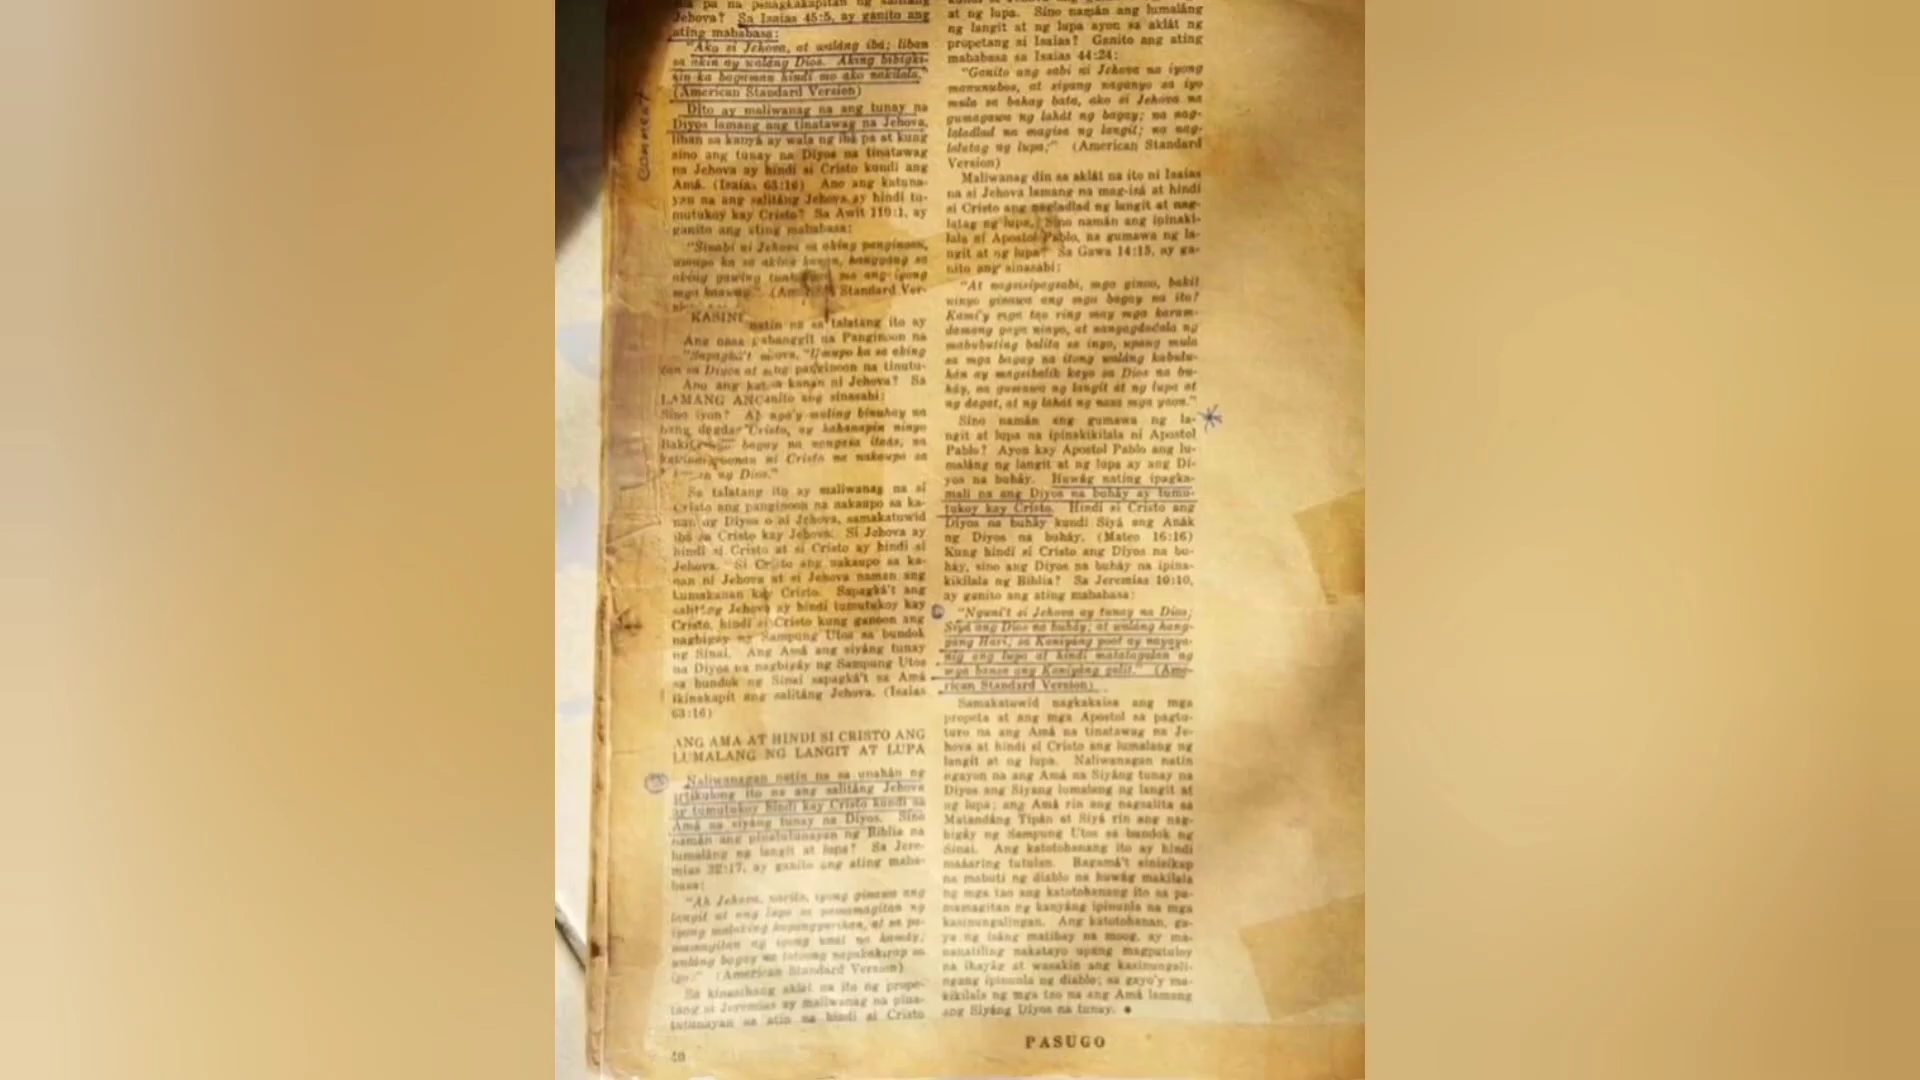 Jehova? Sa Isaias 45:5, ay ganito ang
ating mababasa:
"Ako si Jehova, at waláng ibá; liban
sa akin ay waláng Dios. Aking bibigki-
sin ka bagaman hindi mo ako nakilala."
(American Standard Version)
Dito ay maliwanag na ang tunay na
Diyos lamang ang tinatawag na Jehova,
liban sa kanyá ay wala ng ibá pa at kung
sino ang tunay na Diyos na tinatawag
na Jehova ay hindi si Cristo kundi ang
Amá. (Isaias 63:16) Ano ang katuna-
yan na ang salitáng Jehova ay hindi tu-
mutukoy kay Cristo? Sa Awit 110:1, ay
ganito ang ating mababasa:
"Sinabi ni Jehova sa aking panginoon,
umupo ka sa aking kanan, hanggáng sa
aking gawing mo ang iyong
mga kaaway." Standard Ver-
KASINU
natin na sa talatang ito ay
Ang nasa pabanggit na Panginoon na
"Sapagká't "Umupo ka sa aking
panginoon na tinutu-
Ano ang kanan ni Jehova? Sa
LAMANG ANG ganito ang sinasabi:
Sino iyon? muling binuhay na
Cristo, ay hahanapin ninyo
bagay na nangasa itaas, na
ni Cristo na nakaupo sa
ng Dios."
Sa talatang ito ay maliwanag na si
Cristo ang panginoon na nakaupo sa ka-
nan ng Diyos o ni Jehova, samakatuwid
ibá sa Cristo kay Jehova. Si Jehova ay
hindi si Cristo at si Cristo ay hindi si
Jehova. Si Cristo ang nakaupo sa ka-
nan ni Jehova at si Jehova naman ang
kumakanan kay Cristo. Sapagká't ang
salitáng Jehova ay hindi tumutukoy kay
Cristo, hindi si Cristo kung ganoon ang
nagbigay ng Sampung Utos sa bundok
ng Sinai. Ang Amá ang siyáng tunay
na Diyos na nagbigáy ng Sampung Utos
sa bundok ng Sinai sapagká't sa Amá
ikinakapit ang salitáng Jehova. (Isaias
63:16)
ANG AMA AT HINDI SI CRISTO ANG
LUMALANG NG LANGIT AT LUPA
Naliwanagan natin na sa unahán ng
artikulong ito na ang salitáng Jehova
ay tumutukoy hindi kay Cristo kundi sa
Amá na siyáng tunay na Diyos. Sino
namán ang pinatutunayan ng Biblia na
lumaláng ng langit at lupa? Sa Jere-
mias 32:17, ay ganito ang ating maba-
basa:
"Ah Jehova, narito, iyong ginawa ang
langit at ang lupa sa pamamagitan ng
iyong malaking kapangyarihan, at sa pa-
mamagitan ng iyong unat na kamáy;
waláng bagay na totoong napakahirap sa
iyo;" (American Standard Version)
Sa kinasihang aklat na ito ng prope-
tang si Jeremias ay maliwanag na pina-
tutunayan sa atin na hindi si Cristo
40
Comment
at ng lupa. Sino namán ang lumaláng
ng langit at ng lupa ayon sa aklát ng
propetang si Isaias? Ganito ang ating
mababasa sa Isaias 44:24:
"Ganito ang sabi ni Jehova na iyong
manunubos, at siyang naganyo sa iyo
mula sa bahay bata, ako si Jehova na
gumagawa ng lahát ng bagay; na nag-
laladlad na magisa ng langit; na nag-
lalatag ng lupa;" (American Standard
Version)
Maliwanag din sa aklát na ito ni Isaias
na si Jehova lamang na mag-isá at hindi
si Cristo ang nagladlad ng langit at nag-
latag ng lupa. Sino namán ang ipinaki-
lala ni Apostol Pablo, na gumawa ng la-
ngit at ng lupa? Sa Gawa 14:15, ay ga-
nito ang sinasabi:
"At nagsisipagsabi, mga ginoo, bakit
ninyo ginawa ang mga bagay na ito?
Kami'y mga tao ring may mga karam-
damang gaya ninyo, at nangagdadala ng
mabubuting balita sa inyo, upang mula
sa mga bagay na itong waláng kabulu-
hán ay magsibalik kayo sa Dios na bu-
háy, na gumawa ng langit at ng lupa at
ng dagat, at ng lahát ng nasa mga yaon."
Sino namán ang gumawa ng la-
ngit at lupa na ipinakikilala ni Apostol
Pablo? Ayon kay Apostol Pablo ang lu-
maláng ng langit at ng lupa ay ang Di-
yos na buháy. Huwág nating ipagka-
mali na ang Diyos na buháy ay tumu-
tukoy kay Cristo. Hindi si Cristo ang
Diyos na buháy kundi Siyá ang Anák
ng Diyos na buháy. (Mateo 16:16)
Kung hindi si Cristo ang Diyos na bu-
háy, sino ang Diyos na buháy na ipina-
kikilala ng Biblia? Sa Jeremias 10:10,
ay ganito ang ating mababasa:
"Nguni't si Jehova ay tunay na Dios;
Siyá ang Dios na buháy, at waláng hang-
gáng Hari, sa Kaniyáng poot ay nayaya-
nig ang lupa at hindi matatagalan ng
mga bansa ang Kaniyáng galit." (Ame-
rican Standard Version)
Samakatuwid nagkakaisa ang mga
propeta at ang mga Apostol sa pagtu-
turo na ang Amá na tinatawag na Je-
hova at hindi si Cristo ang lumalang ng
langit at ng lupa. Naliwanagan natin
ngayon na ang Amá na Siyáng tunay na
Diyos ang Siyang lumalang ng langit at
ng lupa; ang Amá rin ang nagsalita sa
Matandáng Tipán at Siyá rin ang nag-
bigáy ng Sampung Utos sa bundok ng
Sinai. Ang katotohanang ito ay hindi
maáaring tutulan. Bagamá't sinisikap
na mabuti ng diablo na huwág makilala
ng mga tao ang katotohanang ito sa pa-
mamagitan ng kanyáng ipinunla na mga
kasinungalingan. Ang katotohanan, ga-
ya ng isáng matibay na moog, ay ma-
nanatiling nakatayo upang magpatuloy
na ihayág at wasakin ang kasinungali-
ngang ipinunla ng diablo; sa gayo'y ma-
kikilala ng mga tao na ang Amá lamang
ang Siyáng Diyos na tunay. •
PASUGO